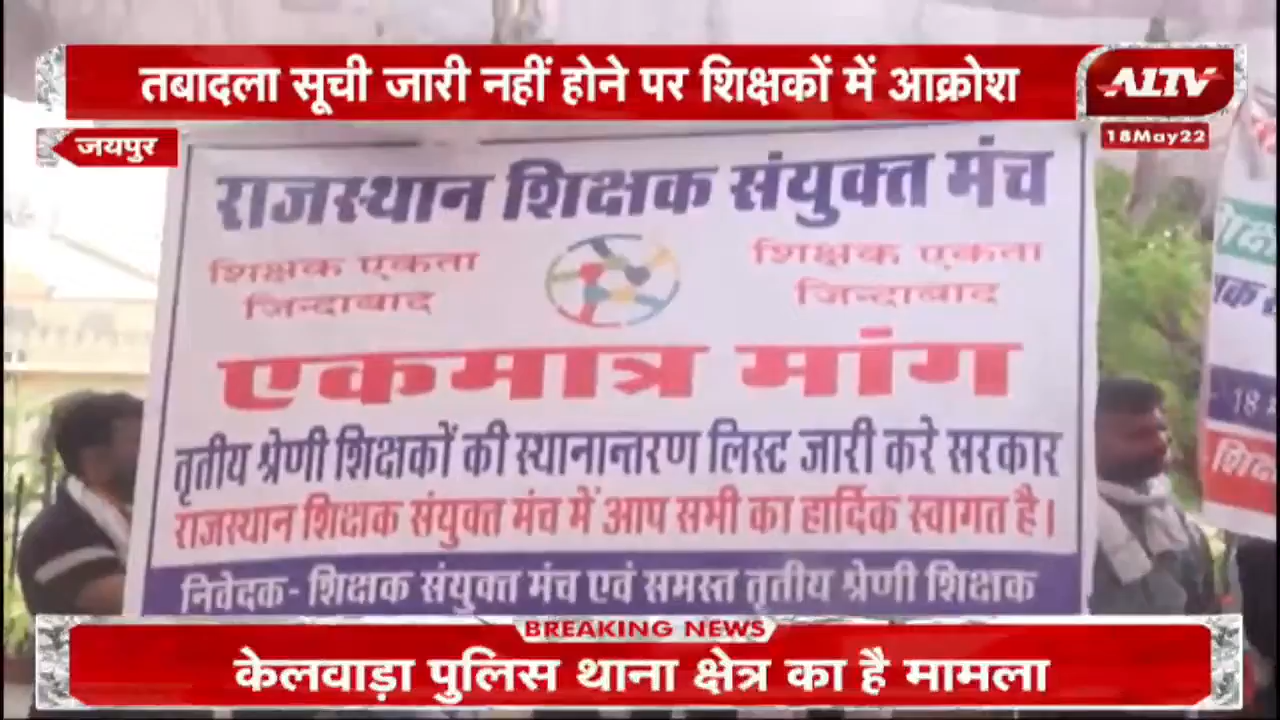 तबादला सूची जारी नहीं होने पर शिक्षकों में आक्रोश
ALTV
18May22
जयपुर
राजस्थान शिक्षक संयुक्त मंच
शिक्षक एकता
जिन्दाबाद
शिक्षक एकता
जिन्दाबाद
एकमात्र मांग
तृतीय श्रेणी शिक्षकों की स्थानान्तरण लिस्ट जारी करे सरकार
राजस्थान शिक्षक संयुक्त मंच में आप सभी का हार्दिक स्वागत है।
निवेदक- शिक्षक संयुक्त मंच एवं समस्त तृतीय श्रेणी शिक्षक
18
BREAKING NEWS
केलवाड़ा पुलिस थाना क्षेत्र का है मामला